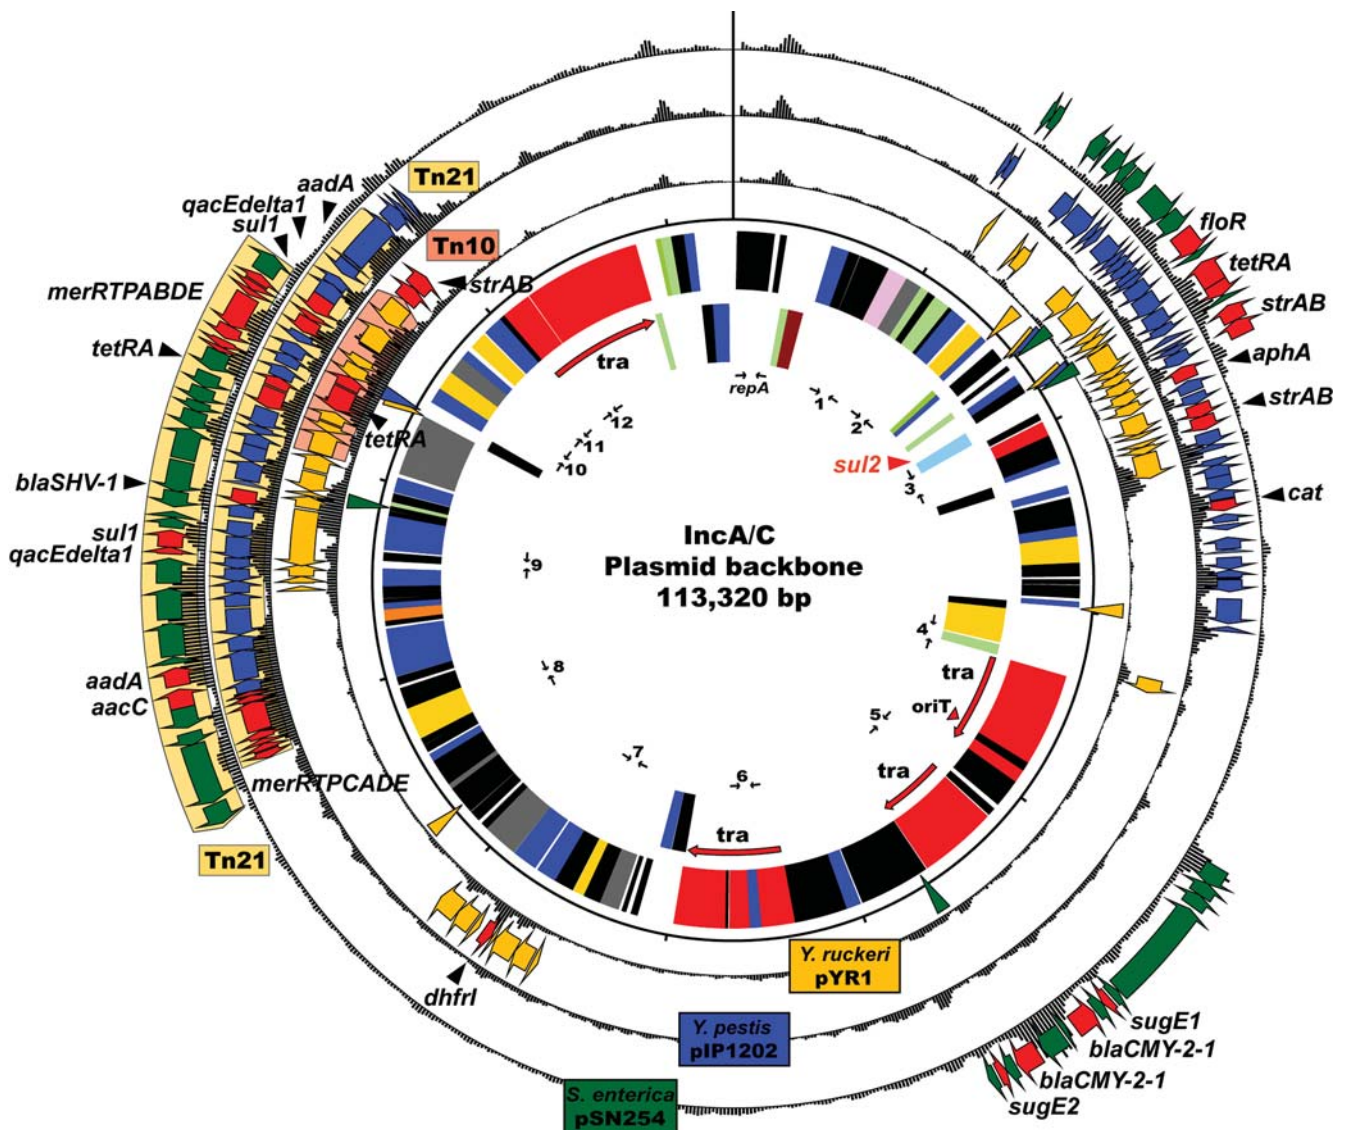 Tn21
aadA
qacEdelta1
sul1
Tn10
strAB
merRTPABDE
tetRA
tetRA
blaSHV-1
sul1
qacEdelta1
aadA
aacC
merRTPCADE
Tn21
dhfrI
floR
tetRA
strAB
aphA
strAB
cat
tra
repA
1
2
sul2
3
12
11
10
9
8
7
6
5
4
IncA/C
Plasmid backbone
113,320 bp
tra
oriT
tra
tra
Y. ruckeri
pYR1
Y. pestis
pIP1202
S. enterica
pSN254
sugE1
blaCMY-2-1
blaCMY-2-1
sugE2